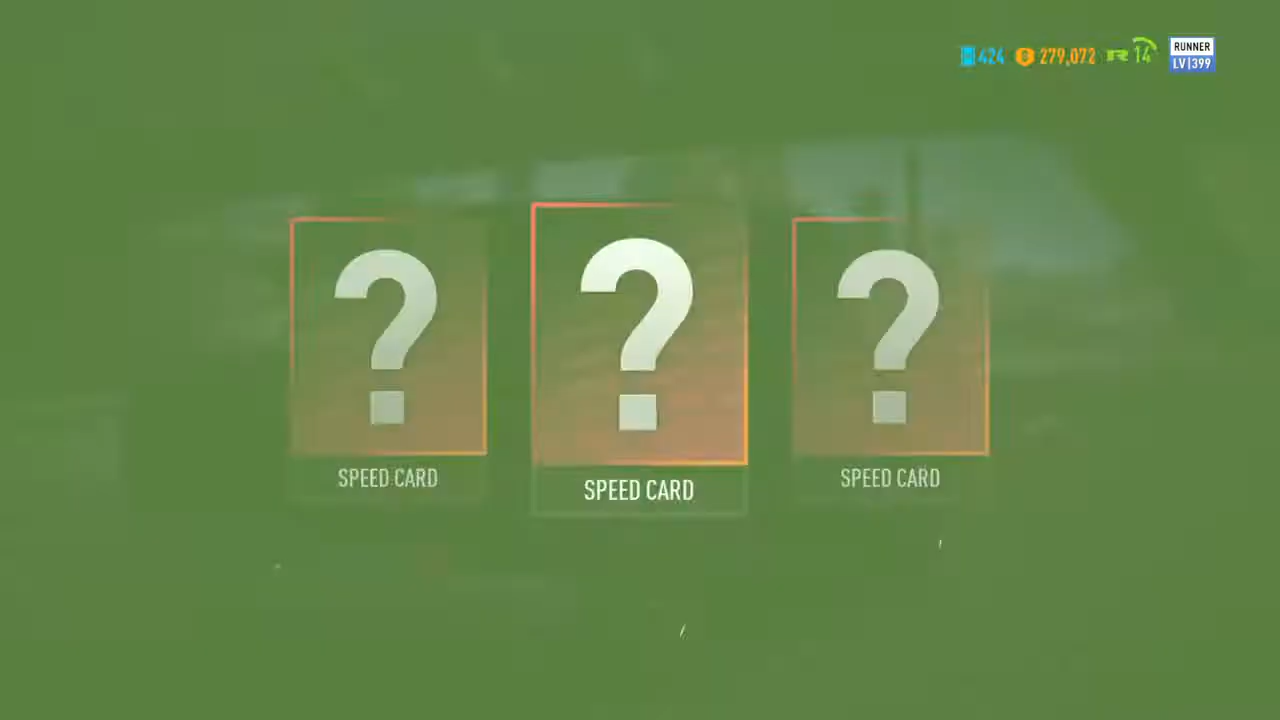 424 279,072 R 14 RUNNER
LV|399
? ? ?
SPEED CARD SPEED CARD SPEED CARD